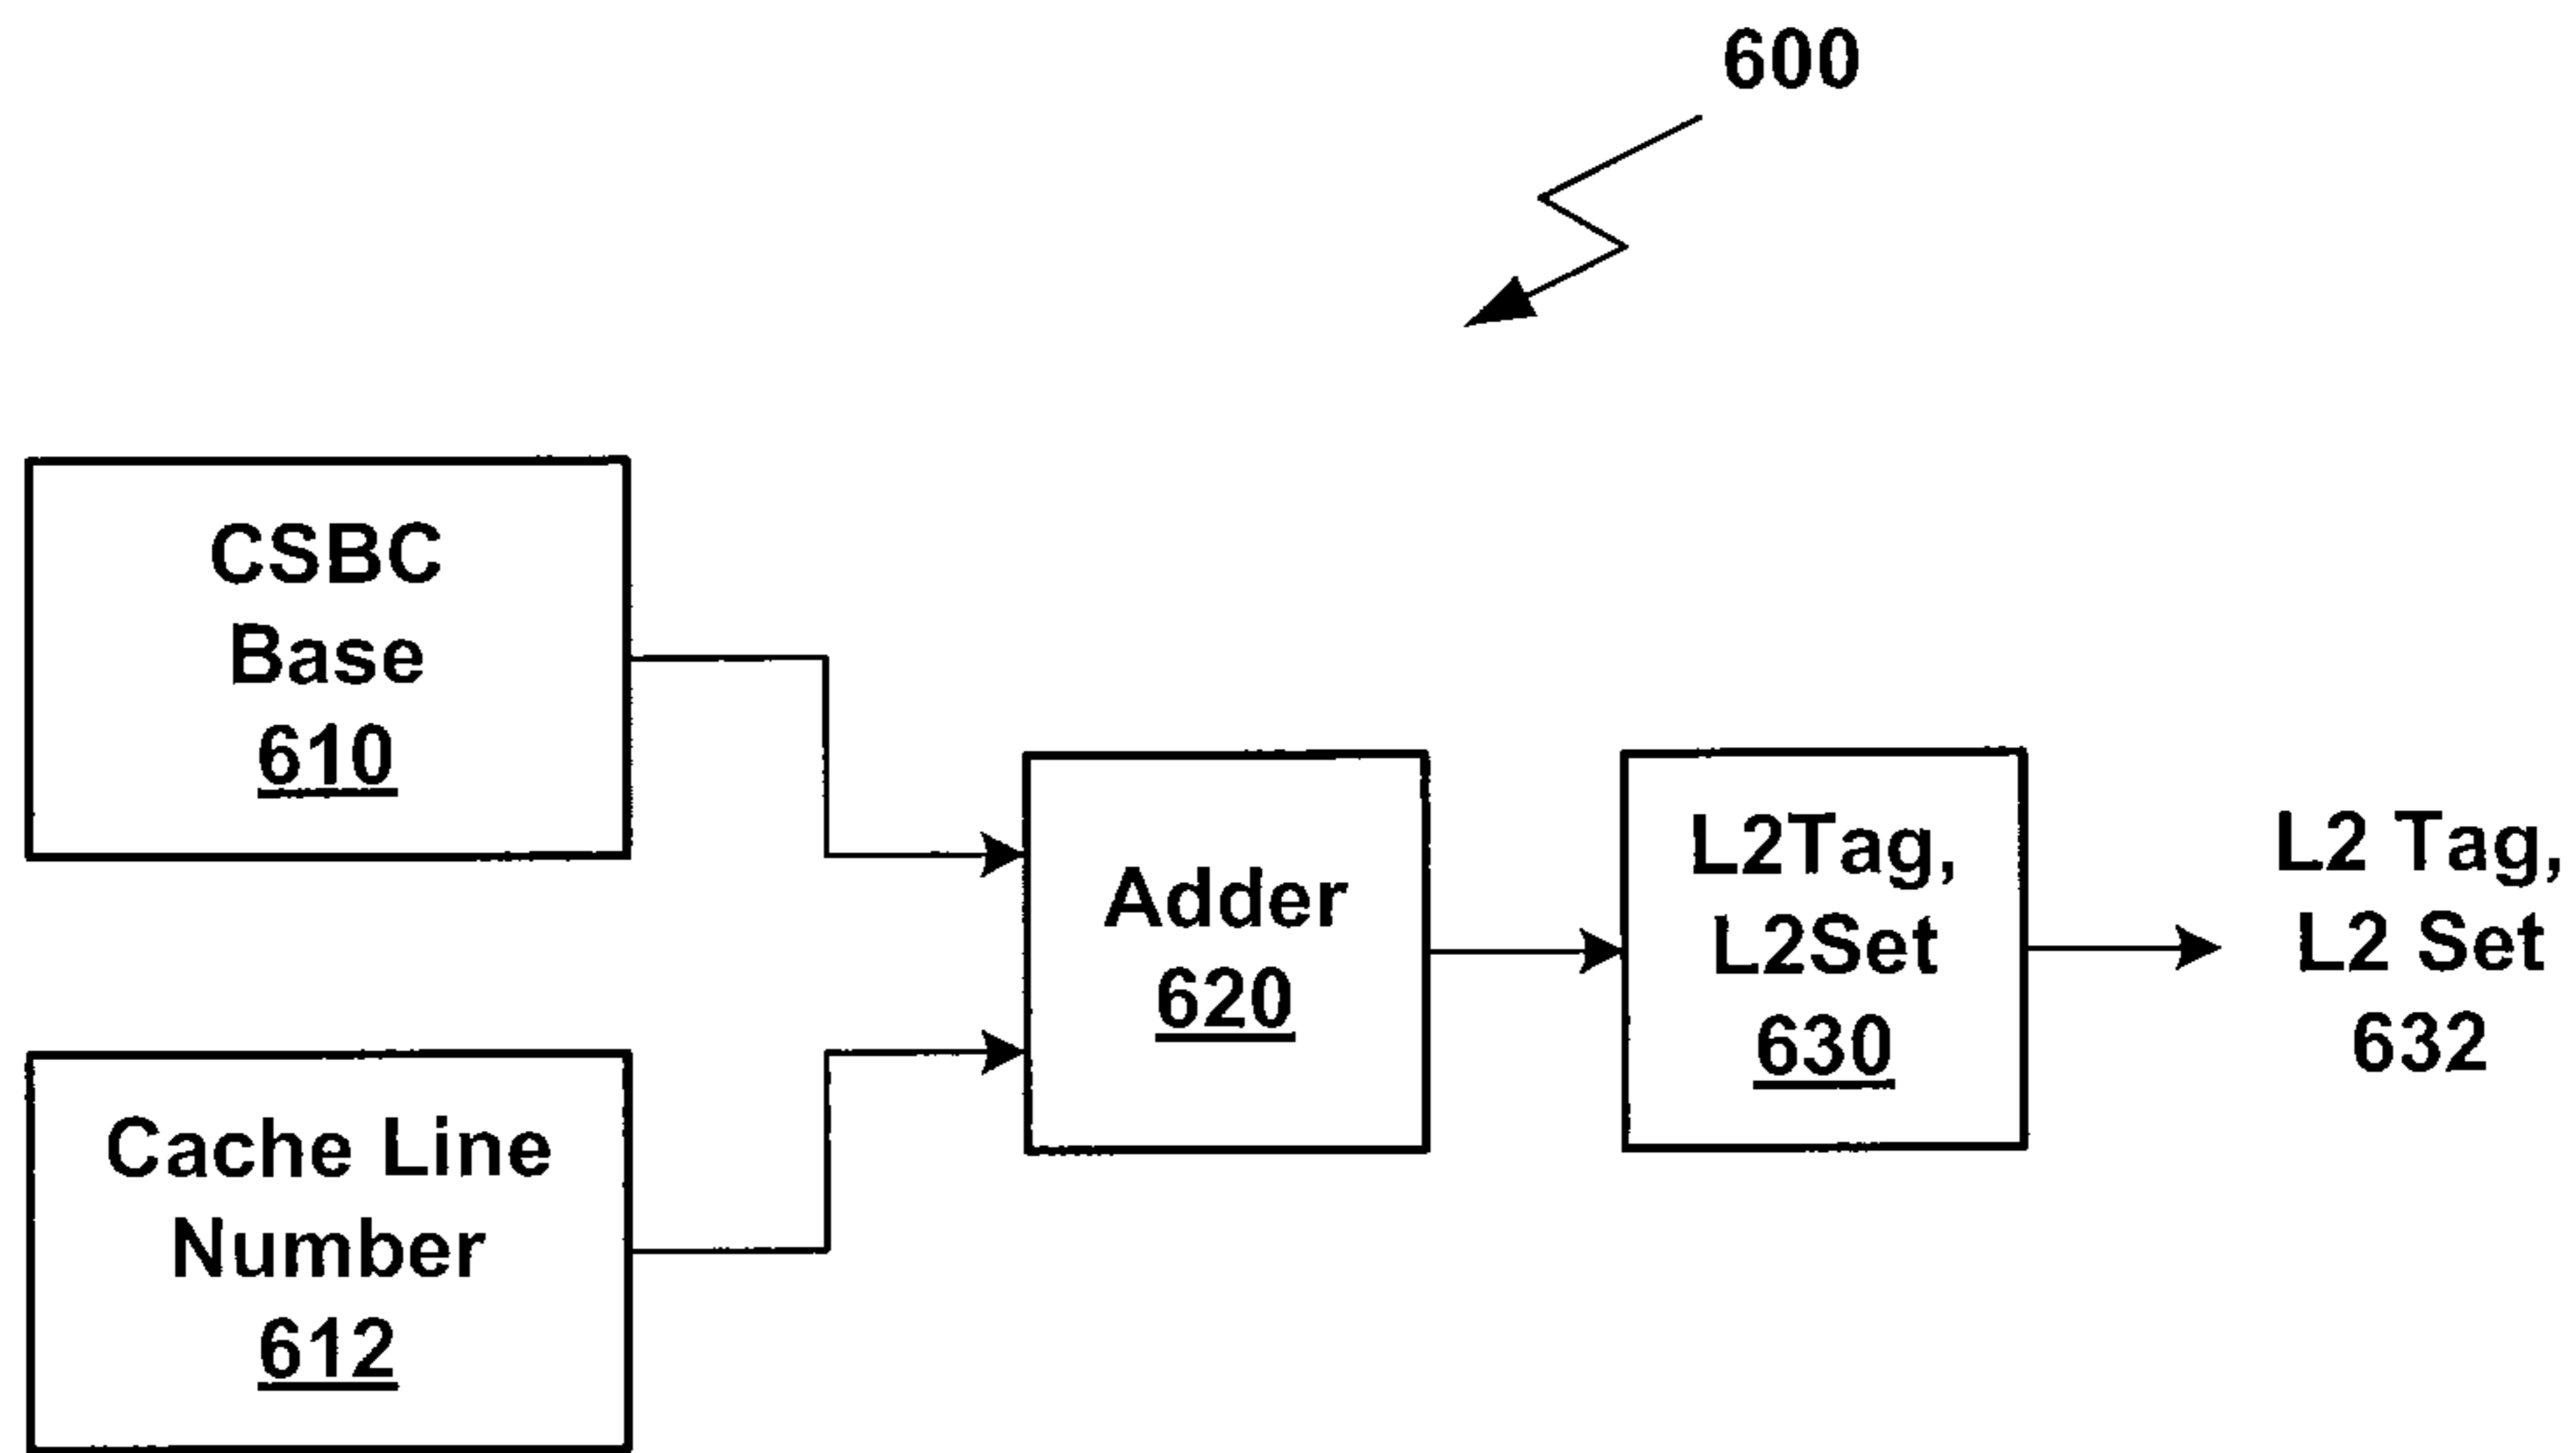 600
CSBC
Base
610
Cache Line
Number
612
Adder
620
L2Tag,
L2Set
630
L2 Tag,
L2 Set
632